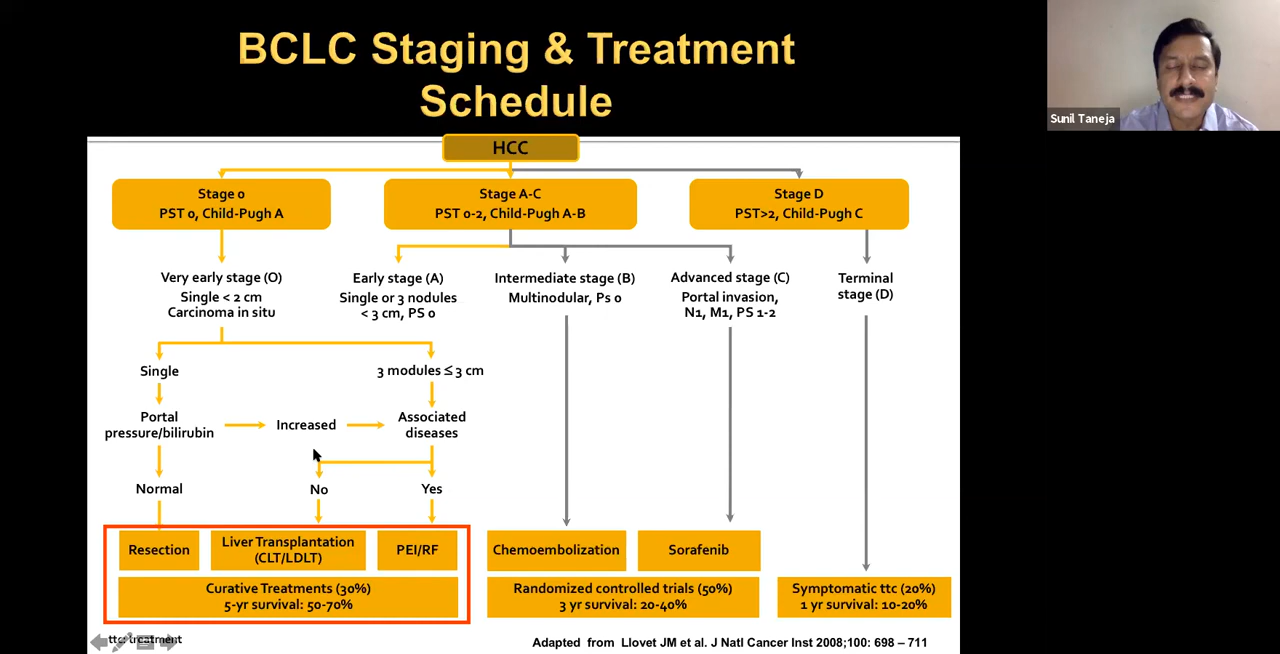 BCLC Staging & Treatment
Schedule
Sunil Taneja
HCC
Stage 0
PST 0, Child-Pugh A
Stage A-C
PST 0-2, Child-Pugh A-B
Stage D
PST>2, Child-Pugh C
Very early stage (O)
Single < 2 cm
Carcinoma in situ
Early stage (A)
Single or 3 nodules
< 3 cm, PS 0
Intermediate stage (B)
Multinodular, Ps 0
Advanced stage (C)
Portal invasion,
N1, M1, PS 1-2
Terminal
stage (D)
Single
3 modules ≤ 3 cm
Portal
pressure/bilirubin
Increased
Associated
diseases
Normal
No
Yes
Resection
Liver Transplantation
(CLT/LDLT)
PEI/RF
Chemoembolization
Sorafenib
Curative Treatments (30%)
5-yr survival: 50-70%
Randomized controlled trials (50%)
3 yr survival: 20-40%
Symptomatic ttc (20%)
1 yr survival: 10-20%
ttc: treatment
Adapted from Llovet JM et al. J Natl Cancer Inst 2008;100: 698 – 711